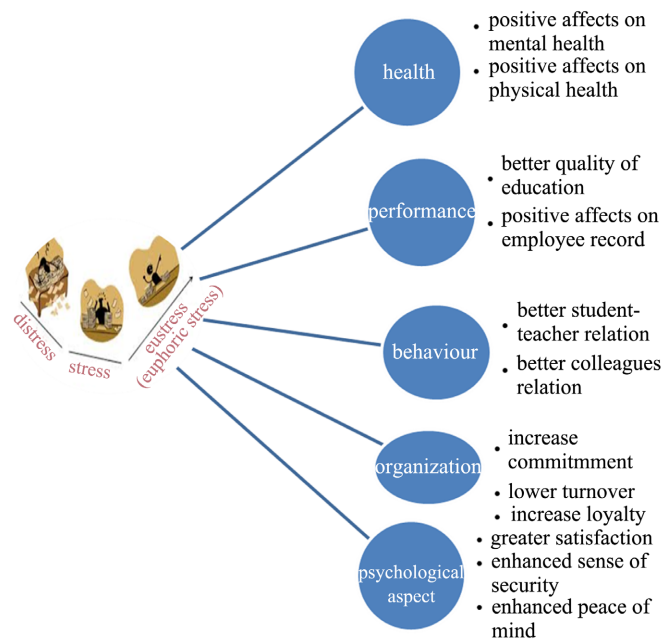 distress
stress
eustress
(euphoric stress)
health
• positive affects on
mental health
• positive affects on
physical health
performance
• better quality of
education
• positive affects on
employee record
behaviour
• better student-
teacher relation
• better colleagues
relation
organization
• increase
commitmment
• lower turnover
• increase loyalty
psychological
aspect
• greater satisfaction
• enhanced sense of
security
• enhanced peace of
mind